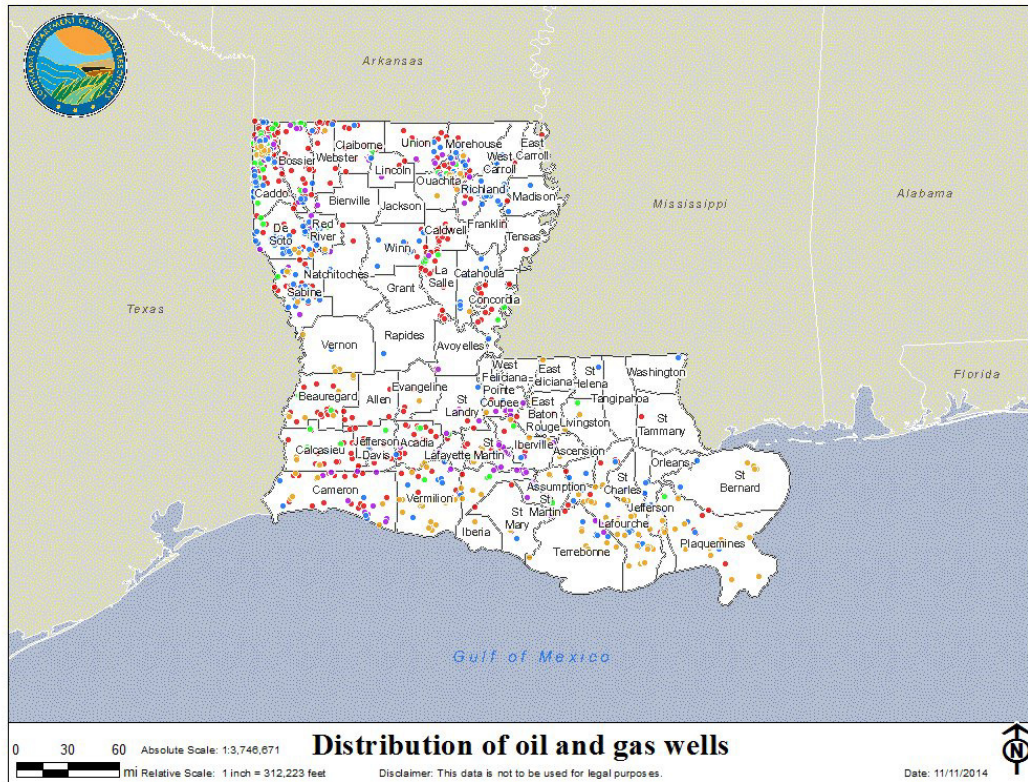 LOUISIANA DEPARTMENT OF NATURAL RESOURCES
Arkansas
Mississippi
Alabama
Texas
Florida
Claiborne
Union
Morehouse
East
Carroll
Bossier
Webster
West
Carroll
Lincoln
Ouachita
Richland
Caddo
Bienville
Jackson
Madison
De
Soto
Red
River
Caldwell
Franklin
Tensas
Winn
Natchitoches
La
Salle
Catahoula
Sabine
Grant
Concordia
Vernon
Rapides
Avoyelles
West
Feliciana
East
Feliciana
St
Helena
Washington
Beauregard
Allen
Evangeline
St
Landry
Pointe
Coupee
East
Baton
Rouge
Tangipahoa
Livingston
St
Tammany
Calcasieu
Jefferson
Davis
Acadia
Lafayette
St
Martin
Iberville
Ascension
Cameron
Vermilion
Iberia
Assumption
St
Martin
St
Mary
St
Charles
Orleans
St
Bernard
Jefferson
Lafourche
Terrebonne
Plaquemines
Gulf of Mexico
0 30 60
mi
Absolute Scale: 1:3,746,671
Relative Scale: 1 inch = 312,223 feet
Distribution of oil and gas wells
Disclaimer: This data is not to be used for legal purposes.
N
Date: 11/11/2014